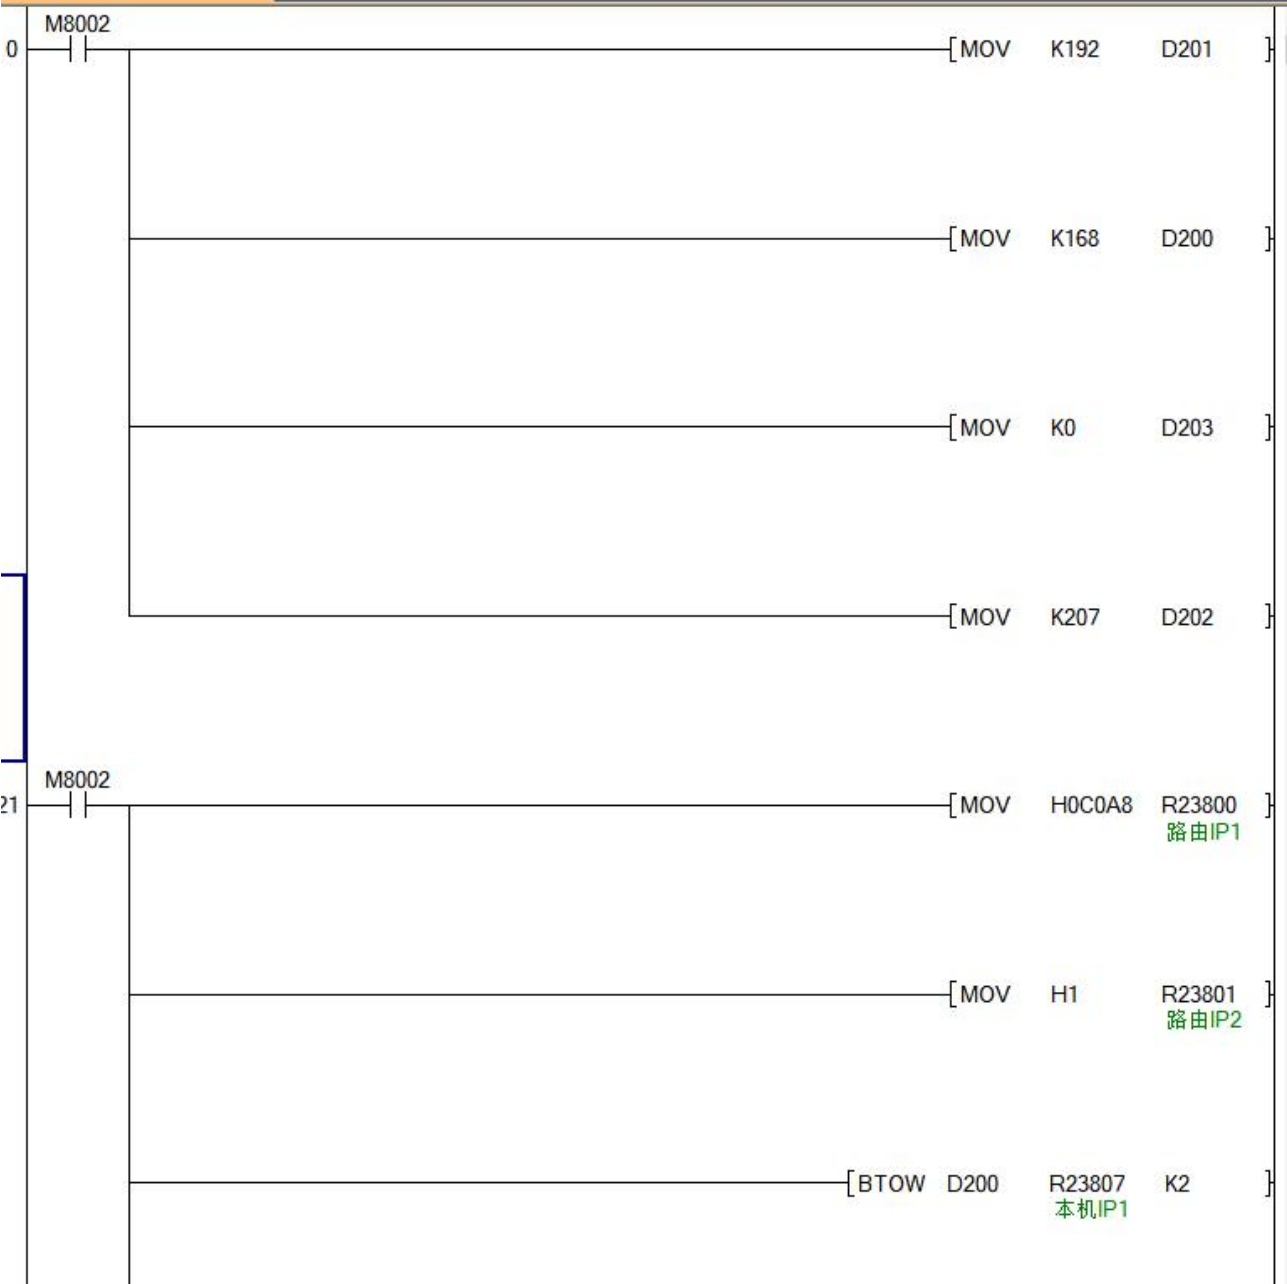 M8002
0 MOV K192 D201
MOV K168 D200
MOV K0 D203
MOV K207 D202
M8002
21 MOV H0C0A8 R23800
路由IP1
MOV H1 R23801
路由IP2
BTOW D200 R23807 K2
本机IP1